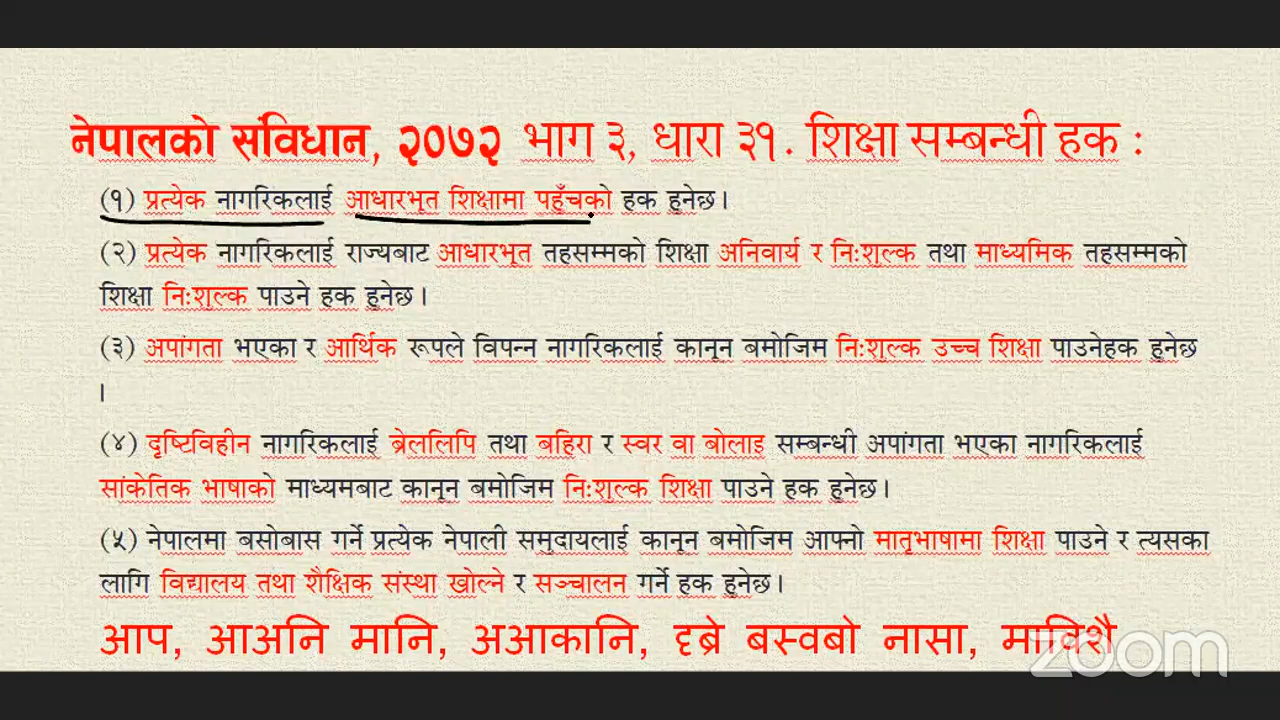 नेपालको संविधान, २०७२ भाग ३, धारा ३१. शिक्षा सम्बन्धी हक :
(१) प्रत्येक नागरिकलाई आधारभूत शिक्षामा पहुँचको हक हुनेछ।
(२) प्रत्येक नागरिकलाई राज्यबाट आधारभूत तहसम्मको शिक्षा अनिवार्य र निःशुल्क तथा माध्यमिक तहसम्मको
शिक्षा निःशुल्क पाउने हक हुनेछ।
(३) अपांगता भएका र आर्थिक रूपले विपन्न नागरिकलाई कानून बमोजिम निःशुल्क उच्च शिक्षा पाउनेहक हुनेछ
।
(४) दृष्टिविहीन नागरिकलाई ब्रेललिपि तथा बहिरा र स्वर वा बोलाइ सम्बन्धी अपांगता भएका नागरिकलाई
सांकेतिक भाषाको माध्यमबाट कानून बमोजिम निःशुल्क शिक्षा पाउने हक हुनेछ।
(५) नेपालमा बसोबास गर्ने प्रत्येक नेपाली समुदायलाई कानून बमोजिम आफ्नो मातृभाषामा शिक्षा पाउने र त्यसका
लागि विद्यालय तथा शैक्षिक संस्था खोल्ने र सञ्चालन गर्ने हक हुनेछ।
आप, आअनि मानि, अआकानि, दृब्रे बस्वबो नासा, माविशै
zoom